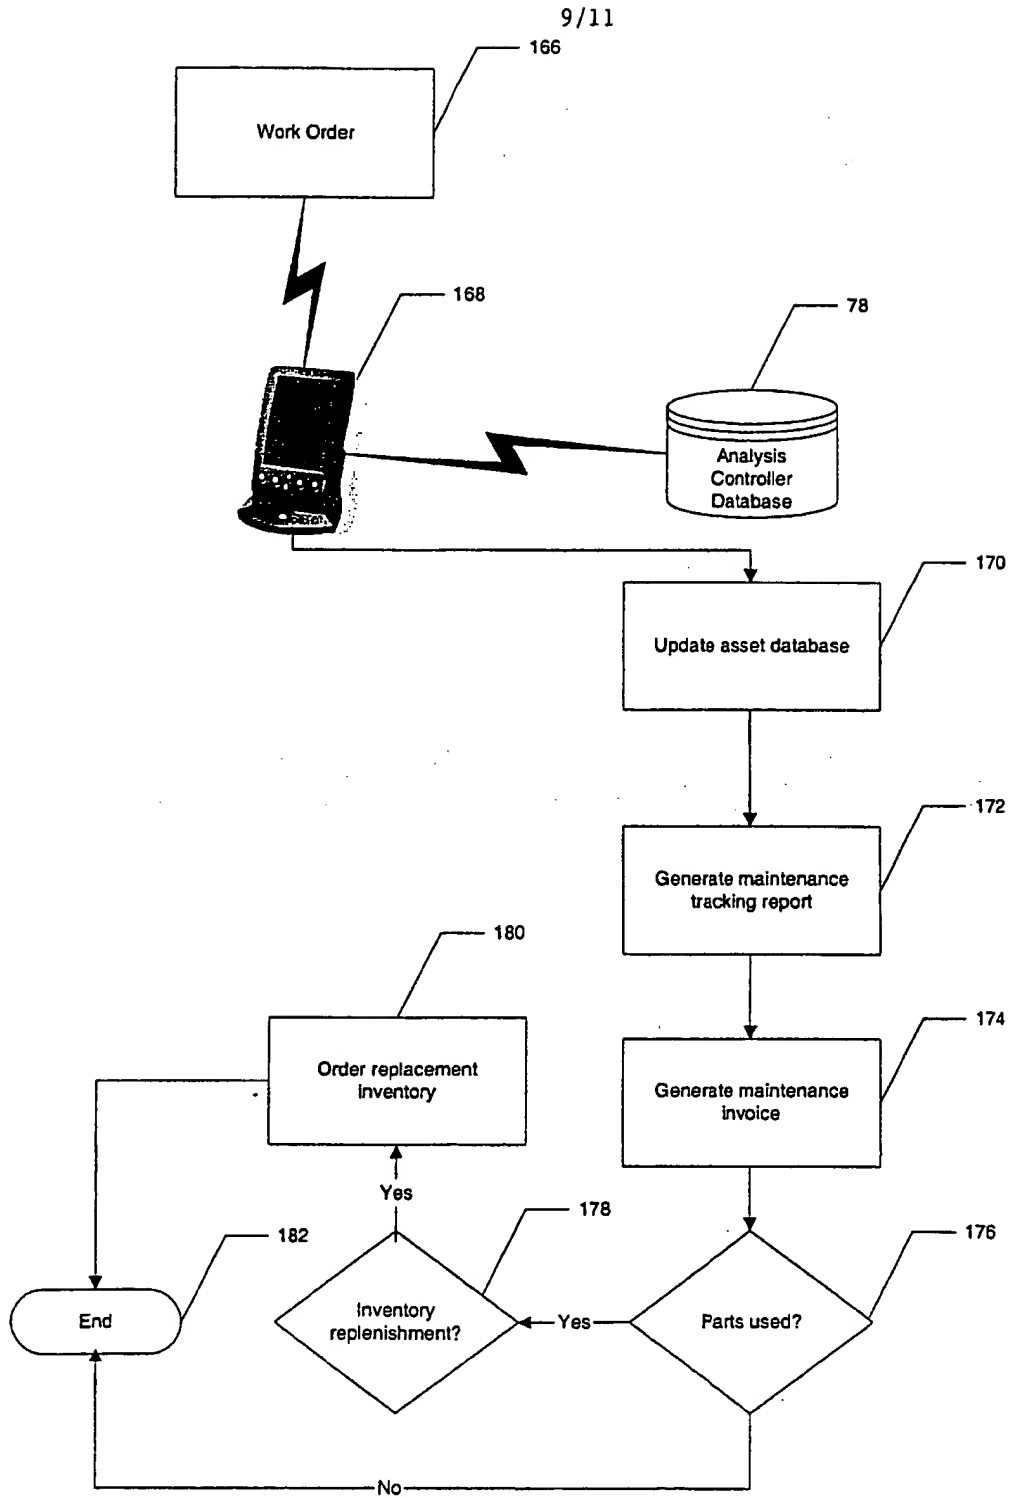 9/11
166
Work Order
168
78
Analysis
Controller
Database
170
Update asset database
172
Generate maintenance
tracking report
180
174
Order replacement
inventory
Generate maintenance
invoice
Yes
178
176
182
End
Inventory
replenishment?
Yes
Parts used?
No